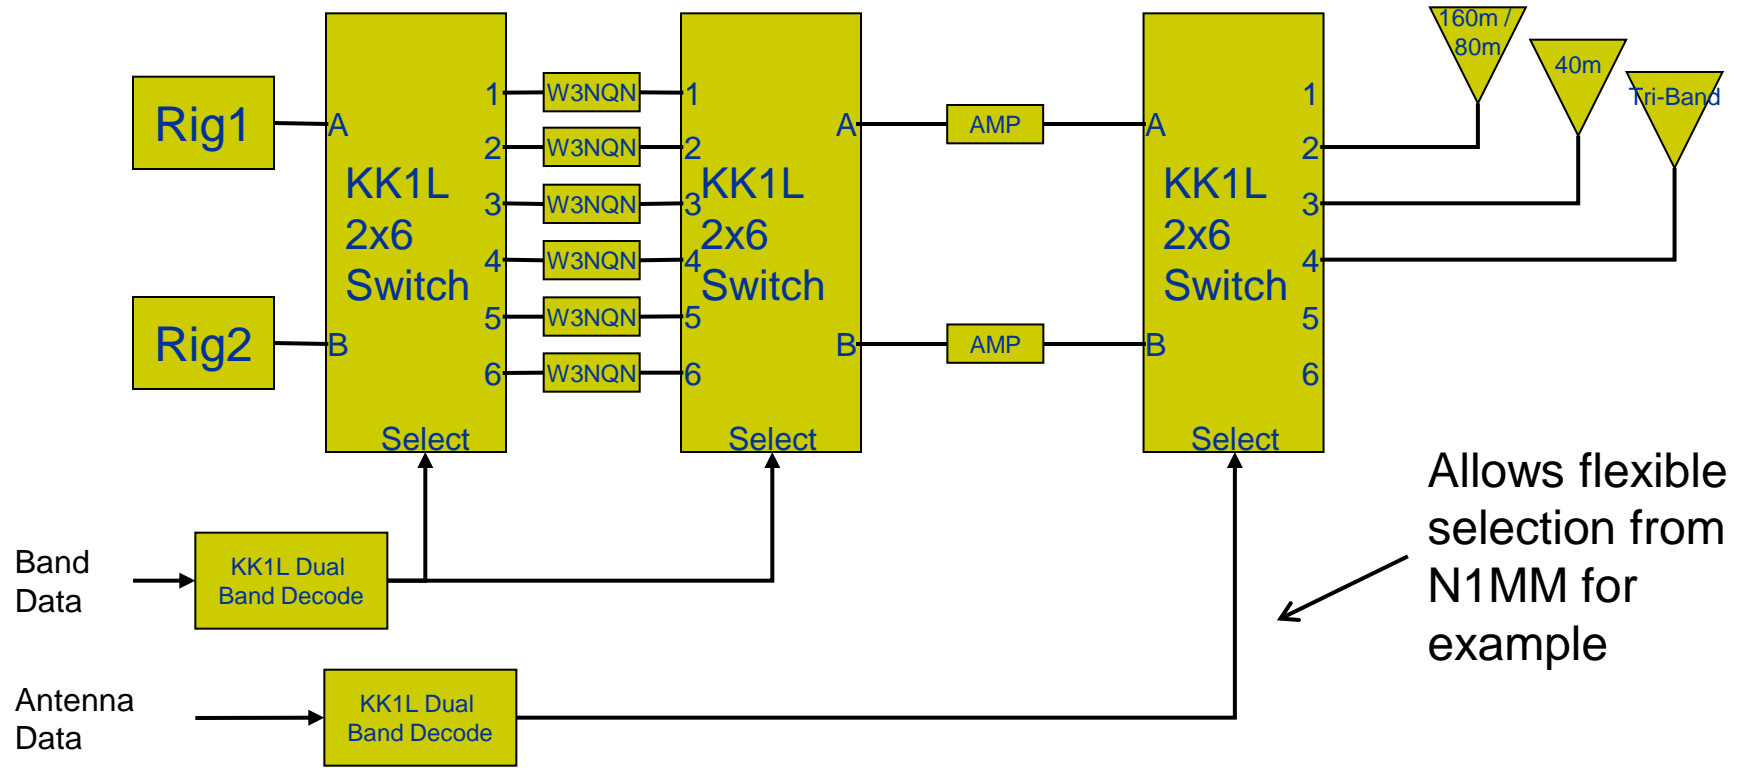 Rig1
Rig2
A
KK1L
2x6
Switch
B
1
2
3
4
5
6
Select
W3NQN
W3NQN
W3NQN
W3NQN
W3NQN
W3NQN
1
2
3
4
5
6
KK1L
2x6
Switch
A
B
Select
AMP
AMP
A
KK1L
2x6
Switch
B
1
2
3
4
5
6
Select
160m /
80m
40m
Tri-Band
Allows flexible
selection from
N1MM for
example
Band
Data
KK1L Dual
Band Decode
Antenna
Data
KK1L Dual
Band Decode